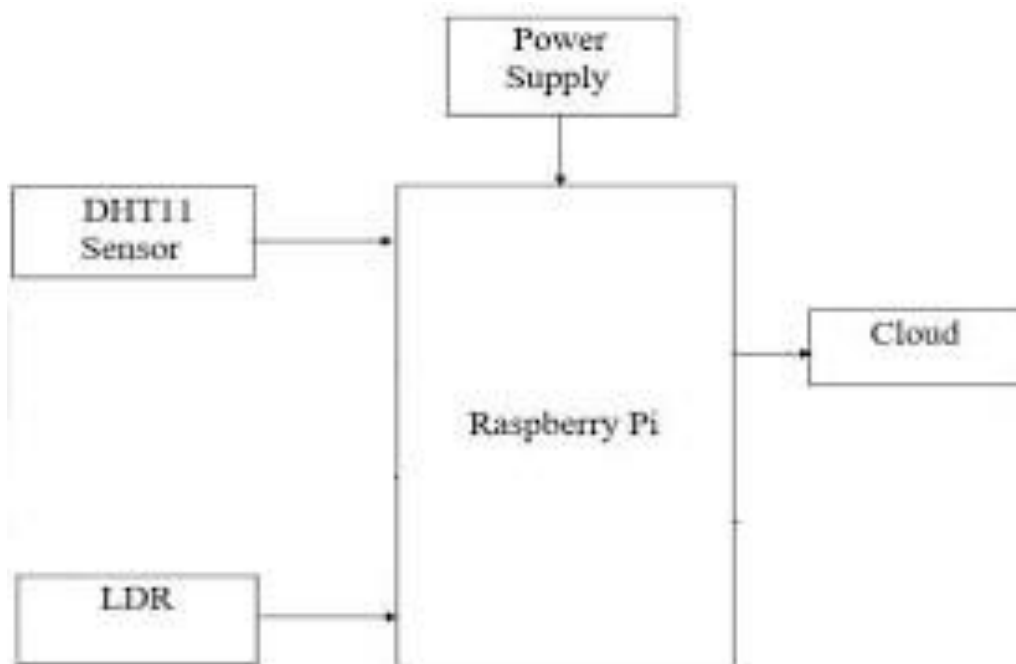 Power
Supply
DHT11
Sensor
Cloud
Raspberry Pi
LDR